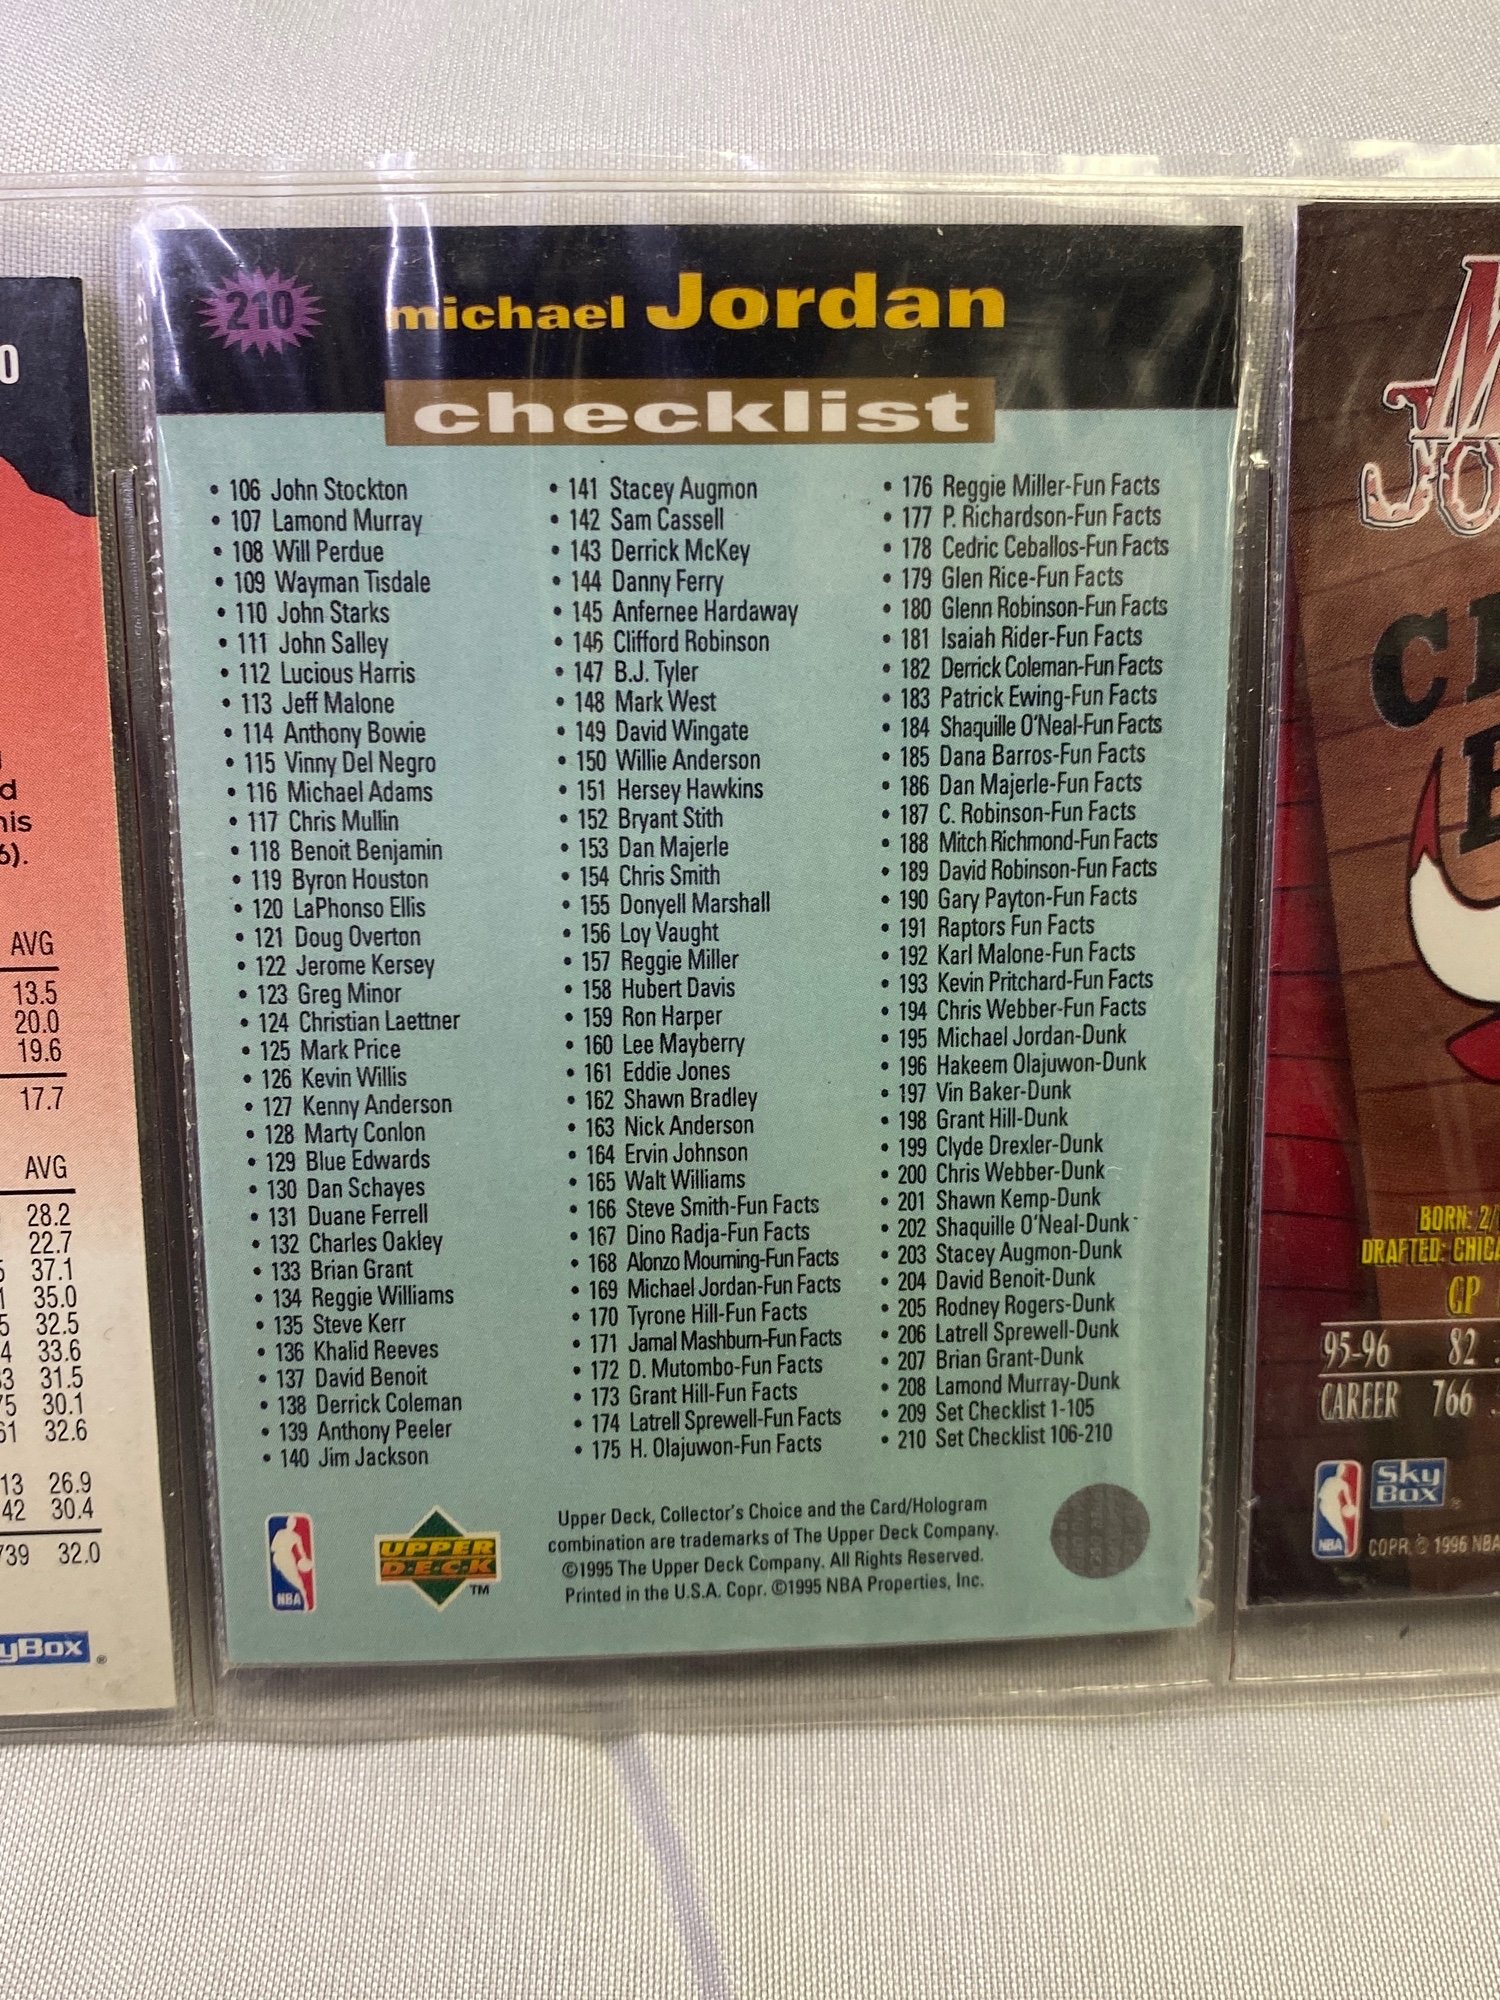 0
d
his
6).
AVG
13.5
20.0
19.6
17.7
AVG
28.2
22.7
37.1
35.0
32.5
33.6
31.5
30.1
32.6
13 26.9
42 30.4
739 32.0
yBox
210
michael Jordan
checklist
• 106 John Stockton
• 107 Lamond Murray
• 108 Will Perdue
• 109 Wayman Tisdale
• 110 John Starks
• 111 John Salley
• 112 Lucious Harris
• 113 Jeff Malone
• 114 Anthony Bowie
• 115 Vinny Del Negro
• 116 Michael Adams
• 117 Chris Mullin
• 118 Benoit Benjamin
• 119 Byron Houston
• 120 LaPhonso Ellis
• 121 Doug Overton
• 122 Jerome Kersey
• 123 Greg Minor
• 124 Christian Laettner
• 125 Mark Price
• 126 Kevin Willis
• 127 Kenny Anderson
• 128 Marty Conlon
• 129 Blue Edwards
• 130 Dan Schayes
• 131 Duane Ferrell
• 132 Charles Oakley
• 133 Brian Grant
• 134 Reggie Williams
• 135 Steve Kerr
• 136 Khalid Reeves
• 137 David Benoit
• 138 Derrick Coleman
• 139 Anthony Peeler
• 140 Jim Jackson
• 141 Stacey Augmon
• 142 Sam Cassell
• 143 Derrick McKey
• 144 Danny Ferry
• 145 Anfernee Hardaway
• 146 Clifford Robinson
• 147 B.J. Tyler
• 148 Mark West
• 149 David Wingate
• 150 Willie Anderson
• 151 Hersey Hawkins
• 152 Bryant Stith
• 153 Dan Majerle
• 154 Chris Smith
• 155 Donyell Marshall
• 156 Loy Vaught
• 157 Reggie Miller
• 158 Hubert Davis
• 159 Ron Harper
• 160 Lee Mayberry
• 161 Eddie Jones
• 162 Shawn Bradley
• 163 Nick Anderson
• 164 Ervin Johnson
• 165 Walt Williams
• 166 Steve Smith-Fun Facts
• 167 Dino Radja-Fun Facts
• 168 Alonzo Mourning-Fun Facts
• 169 Michael Jordan-Fun Facts
• 170 Tyrone Hill-Fun Facts
• 171 Jamal Mashburn-Fun Facts
• 172 D. Mutombo-Fun Facts
• 173 Grant Hill-Fun Facts
• 174 Latrell Sprewell-Fun Facts
• 175 H. Olajuwon-Fun Facts
• 176 Reggie Miller-Fun Facts
• 177 P. Richardson-Fun Facts
• 178 Cedric Ceballos-Fun Facts
• 179 Glen Rice-Fun Facts
• 180 Glenn Robinson-Fun Facts
• 181 Isaiah Rider-Fun Facts
• 182 Derrick Coleman-Fun Facts
• 183 Patrick Ewing-Fun Facts
• 184 Shaquille O'Neal-Fun Facts
• 185 Dana Barros-Fun Facts
• 186 Dan Majerle-Fun Facts
• 187 C. Robinson-Fun Facts
• 188 Mitch Richmond-Fun Facts
• 189 David Robinson-Fun Facts
• 190 Gary Payton-Fun Facts
• 191 Raptors Fun Facts
• 192 Karl Malone-Fun Facts
• 193 Kevin Pritchard-Fun Facts
• 194 Chris Webber-Fun Facts
• 195 Michael Jordan-Dunk
• 196 Hakeem Olajuwon-Dunk
• 197 Vin Baker-Dunk
• 198 Grant Hill-Dunk
• 199 Clyde Drexler-Dunk
• 200 Chris Webber-Dunk
• 201 Shawn Kemp-Dunk
• 202 Shaquille O'Neal-Dunk
• 203 Stacey Augmon-Dunk
• 204 David Benoit-Dunk
• 205 Rodney Rogers-Dunk
• 206 Latrell Sprewell-Dunk
• 207 Brian Grant-Dunk
• 208 Lamond Murray-Dunk
• 209 Set Checklist 1-105
• 210 Set Checklist 106-210
NBA
UPPER
D·E·C·K
TM
Upper Deck, Collector's Choice and the Card/Hologram
combination are trademarks of The Upper Deck Company.
©1995 The Upper Deck Company. All Rights Reserved.
Printed in the U.S.A. Copr. ©1995 NBA Properties, Inc.
BORN: 2/
DRAFTED: CHICA
GP
95-96 82
CAREER 766
NBA
SKY
BOX
COPR. © 1996 NBA